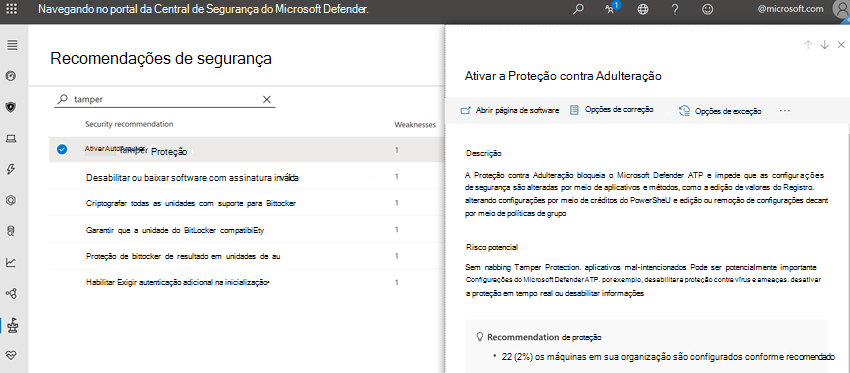 Navegando no portal da Central de Segurança do Microsoft Defender.
1
@microsoft.com
Recomendações de segurança
tamper
Security recommendation Weaknesses
Tamper Proteção 1
Desabilitar ou baixar software com assinatura inválida 1
Criptografar todas as unidades com suporte para Bittocker 1
Garantir que a unidade do BitLocker compatibiEty 1
Proteção de bittocker de resultado em unidades de au 1
Habilitar Exigir autenticação adicional na inicialização• 1
Ativar a Proteção contra Adulteração
Abrir página de software Opções de correção Opções de exceção ...
Descrição
A Proteção contra Adulteração bloqueia o Microsoft Defender ATP e impede que as configurações
de segurança são alteradas por meio de aplicativos e métodos, como a edição de valores do Registro.
alterando configurações por meio de créditos do PowerSheU e edição ou remoção de configurações decant
por meio de políticas de grupo
Risco potencial
Sem nabbing Tamper Protection. aplicativos mal-intencionados Pode ser potencialmente importante
Configurações do Microsoft Defender ATP. por exemplo, desabilitar a proteção contra vírus e ameaças. desativar
a proteção em tempo real ou desabilitar informações
Recommendation de proteção
• 22 (2%) os máquinas em sua organização são configurados conforme recomendado